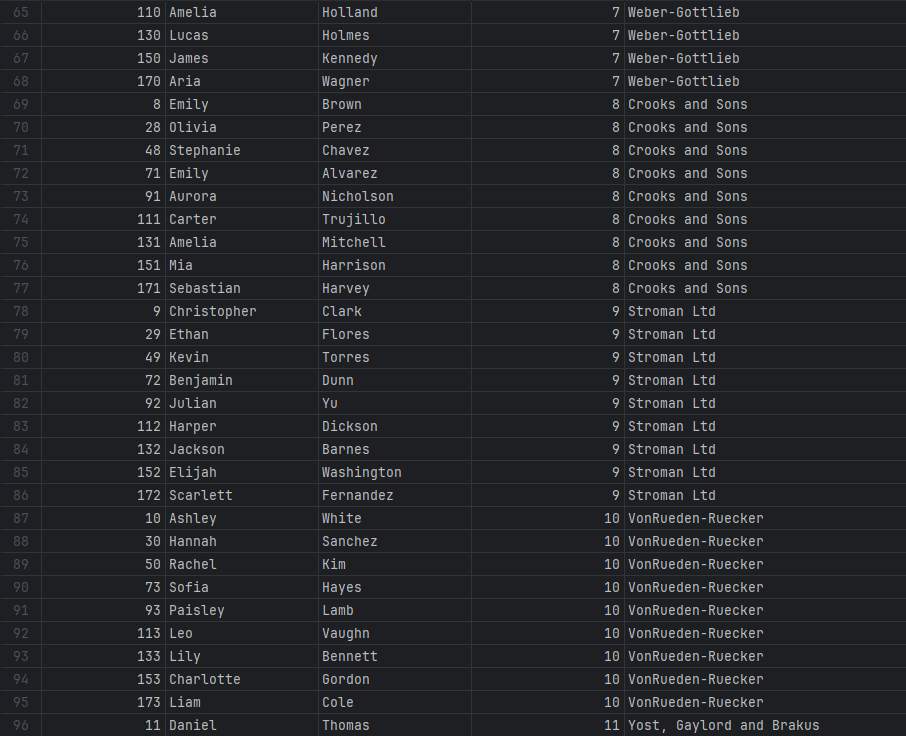 65 110 Amelia Holland 7 Weber-Gottlieb
66 130 Lucas Holmes 7 Weber-Gottlieb
67 150 James Kennedy 7 Weber-Gottlieb
68 170 Aria Wagner 7 Weber-Gottlieb
69 8 Emily Brown 8 Crooks and Sons
70 28 Olivia Perez 8 Crooks and Sons
71 48 Stephanie Chavez 8 Crooks and Sons
72 71 Emily Alvarez 8 Crooks and Sons
73 91 Aurora Nicholson 8 Crooks and Sons
74 111 Carter Trujillo 8 Crooks and Sons
75 131 Amelia Mitchell 8 Crooks and Sons
76 151 Mia Harrison 8 Crooks and Sons
77 171 Sebastian Harvey 8 Crooks and Sons
78 9 Christopher Clark 9 Stroman Ltd
79 29 Ethan Flores 9 Stroman Ltd
80 49 Kevin Torres 9 Stroman Ltd
81 72 Benjamin Dunn 9 Stroman Ltd
82 92 Julian Yu 9 Stroman Ltd
83 112 Harper Dickson 9 Stroman Ltd
84 132 Jackson Barnes 9 Stroman Ltd
85 152 Elijah Washington 9 Stroman Ltd
86 172 Scarlett Fernandez 9 Stroman Ltd
87 10 Ashley White 10 VonRueden-Ruecker
88 30 Hannah Sanchez 10 VonRueden-Ruecker
89 50 Rachel Kim 10 VonRueden-Ruecker
90 73 Sofia Hayes 10 VonRueden-Ruecker
91 93 Paisley Lamb 10 VonRueden-Ruecker
92 113 Leo Vaughn 10 VonRueden-Ruecker
93 133 Lily Bennett 10 VonRueden-Ruecker
94 153 Charlotte Gordon 10 VonRueden-Ruecker
95 173 Liam Cole 10 VonRueden-Ruecker
96 11 Daniel Thomas 11 Yost, Gaylord and Brakus